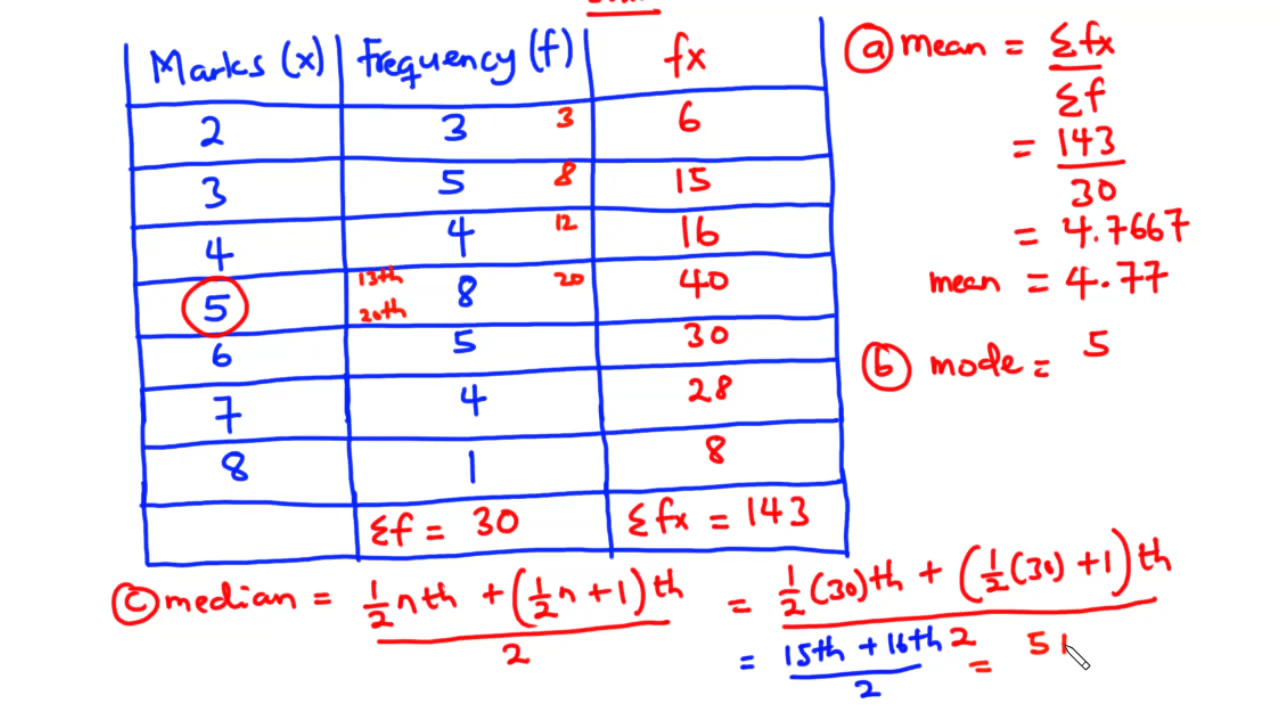 Marks (x) Frequency (f) fx
2 3 3 6
3 5 8 15
4 4 12 16
5 13th 20th 8 20 40
6 5 30
7 4 28
8 1 8
Σf = 30 Σfx = 143
(a) mean = Σfx / Σf
= 143 / 30
= 4.7667
mean = 4.77
(b) mode = 5
(c) median = ½nth + (½n + 1)th / 2 = ½(30)th + (½(30) + 1)th / 2
= 15th + 16th / 2 = 5